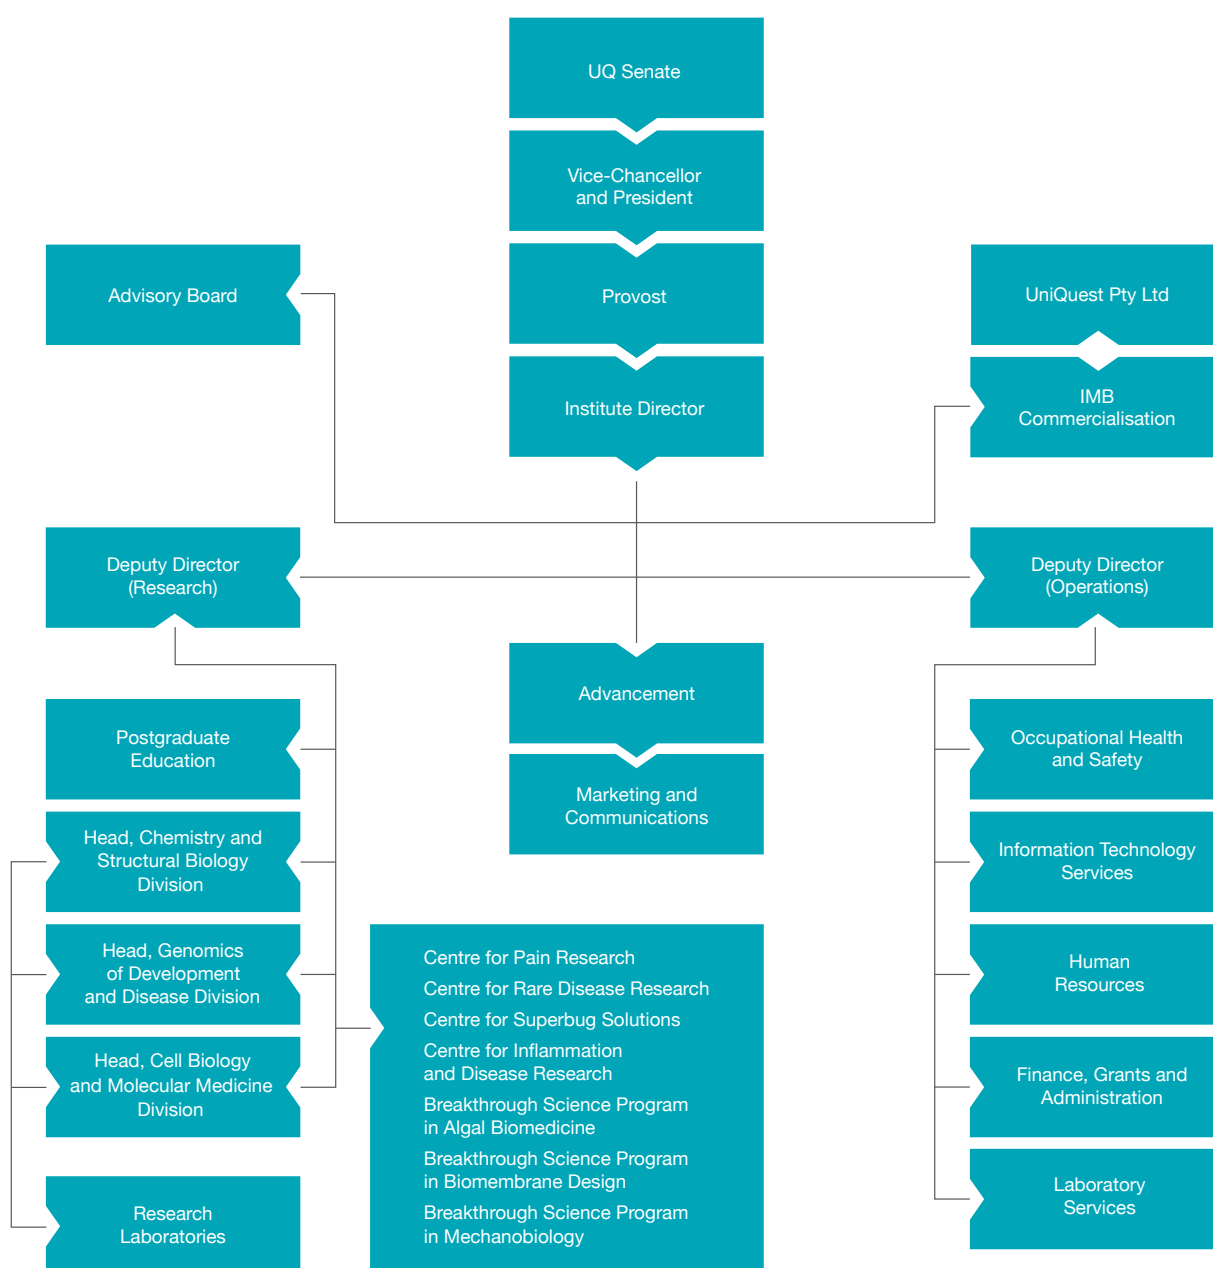 UQ Senate
Vice-Chancellor
and President
Advisory Board
Provost
UniQuest Pty Ltd
Institute Director
IMB
Commercialisation
Deputy Director
(Research)
Deputy Director
(Operations)
Advancement
Marketing and
Communications
Postgraduate
Education
Head, Chemistry and
Structural Biology
Division
Head, Genomics
of Development
and Disease Division
Head, Cell Biology
and Molecular Medicine
Division
Research
Laboratories
Centre for Pain Research
Centre for Rare Disease Research
Centre for Superbug Solutions
Centre for Inflammation
and Disease Research
Breakthrough Science Program
in Algal Biomedicine
Breakthrough Science Program
in Biomembrane Design
Breakthrough Science Program
in Mechanobiology
Occupational Health
and Safety
Information Technology
Services
Human
Resources
Finance, Grants and
Administration
Laboratory
Services